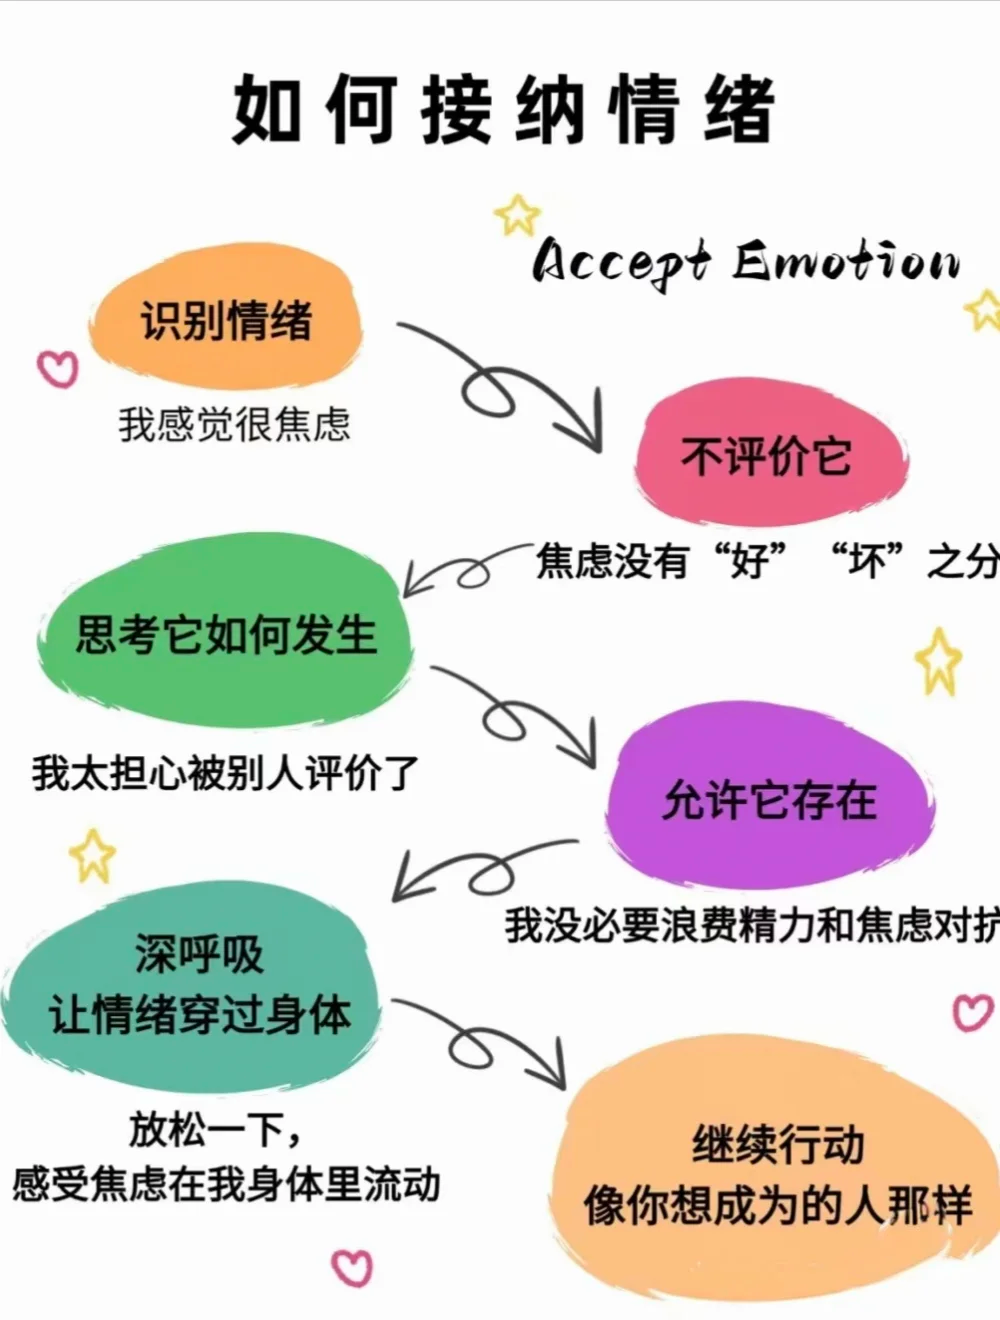 如何接纳情绪
Accept Emotion
识别情绪
我感觉很焦虑
不评价它
焦虑没有“好”“坏”之分
思考它如何发生
我太担心被别人评价了
允许它存在
我没必要浪费精力和焦虑对抗
深呼吸
让情绪穿过身体
放松一下，
感受焦虑在我身体里流动
继续行动
像你想成为的人那样